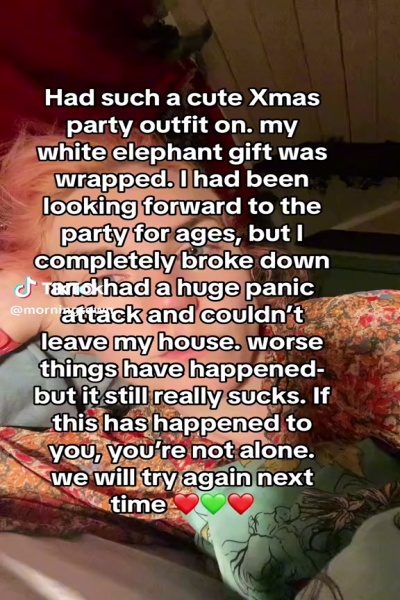 Had such a cute Xmas
party outfit on. my
white elephant gift was
wrapped. I had been
looking forward to the
party for ages, but I
completely broke down
had a huge panic
attack and couldn't
leave my house. worse
things have happened-
but it still really sucks. If
this has happened to
you, you're not alone.
we will try again next
time ❤️💚❤️
TikTok